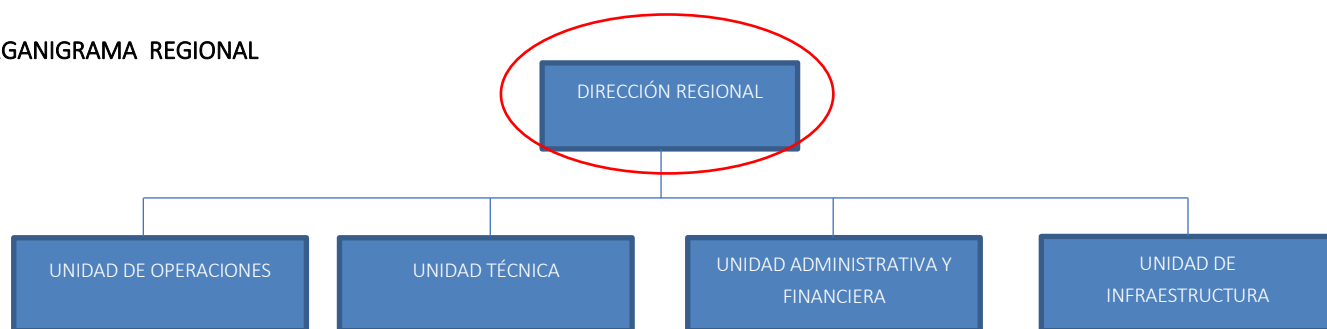 GANIGRAMA REGIONAL
DIRECCIÓN REGIONAL
UNIDAD DE OPERACIONES
UNIDAD TÉCNICA
UNIDAD ADMINISTRATIVA Y
FINANCIERA
UNIDAD DE
INFRAESTRUCTURA